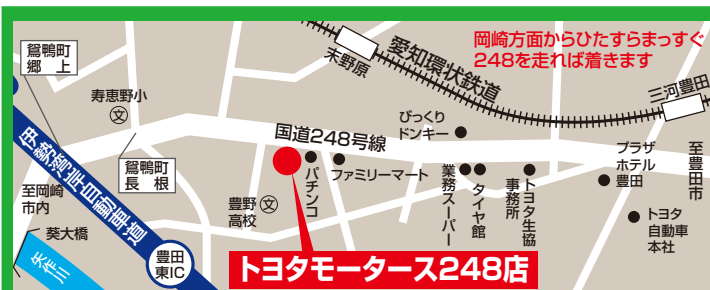 岡崎方面からひたすらまっすぐ
248を走れば着きます
鴛鴨町
郷上
末野原
愛知環状鉄道
三河豊田
寿恵野小
文
びっくり
ドンキー
国道248号線
プラザ
ホテル
豊田
至豊田市
伊勢湾岸自動車道
鴛鴨町
長根
パチンコ
ファミリーマート
業務スーパー
タイヤ館
トヨタ生協
事務所
至岡崎
市内
豊野
高校
文
トヨタ
自動車
本社
葵大橋
矢作川
豊田
東IC
トヨタモータース248店